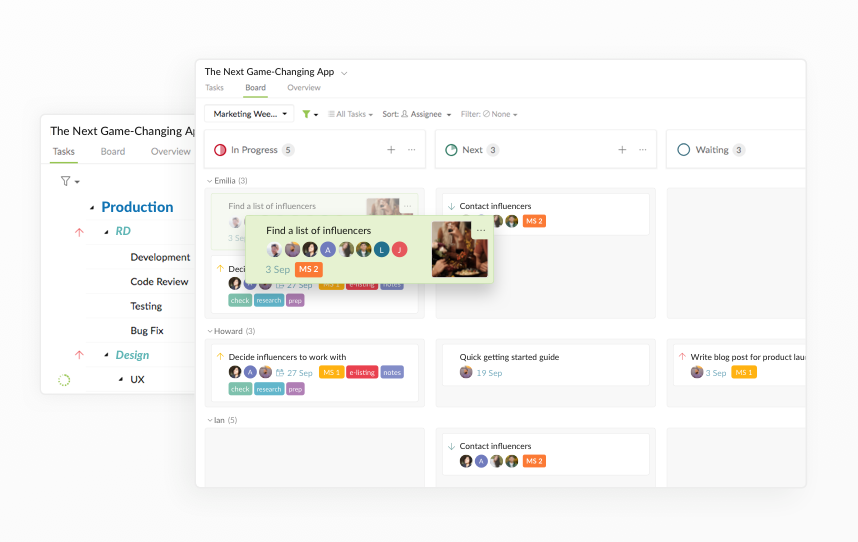 The Next Game-Changing App
Tasks Board Overview
Production
RD
Development
Code Review
Testing
Bug Fix
Design
UX
The Next Game-Changing App
Tasks Board Overview
Marketing Wee... All Tasks Sort: Assignee Filter: None
In Progress 5
Next 3
Waiting 3
Emilia (3)
Find a list of influencers
3 Sep
Find a list of influencers
A L J
3 Sep MS 2
Deci
A 27 Sep MS 1 e-listing notes
check research prep
Contact influencers
MS 2
Howard (3)
Decide influencers to work with
A 27 Sep MS 1 e-listing notes
check research prep
Quick getting started guide
19 Sep
Write blog post for product lau
3 Sep MS 1
Ian (5)
Contact influencers
A MS 2